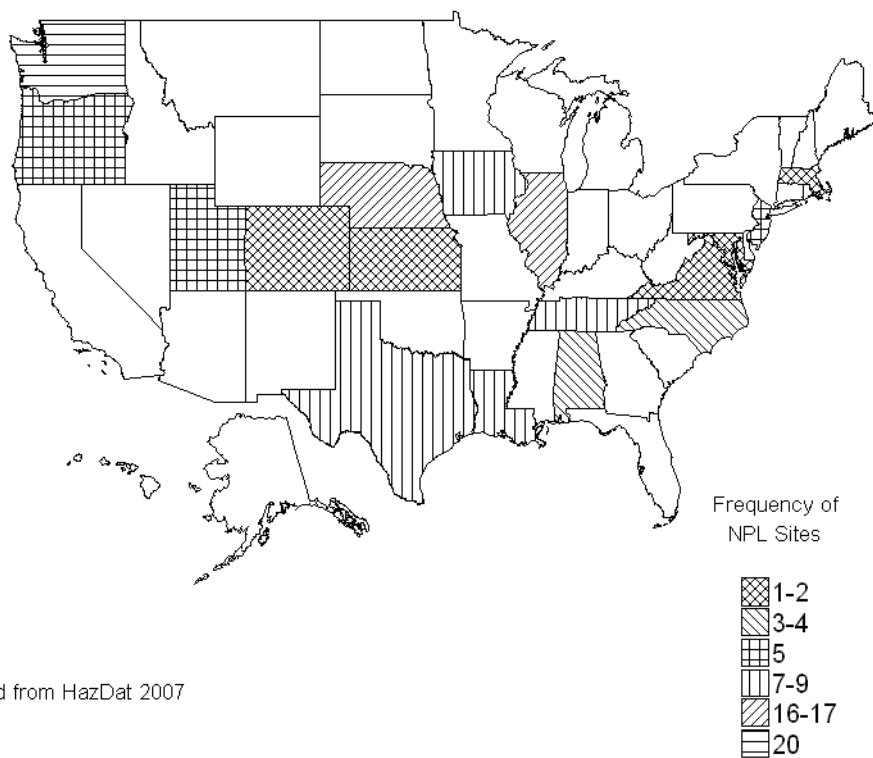 Frequency of
NPL Sites
1-2
3-4
5
7-9
16-17
20
from HazDat 2007